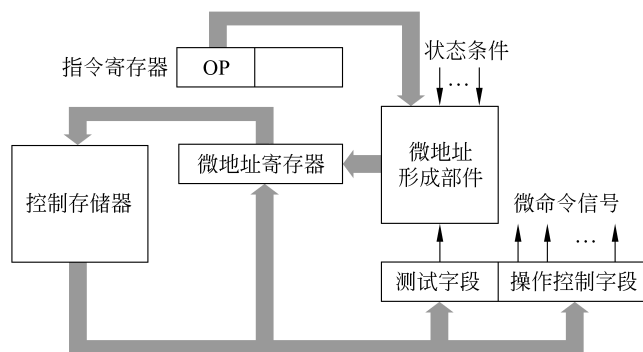 指令寄存器
OP
状态条件
…
微地址寄存器
微地址
形成部件
控制存储器
微命令信号
…
测试字段
操作控制字段